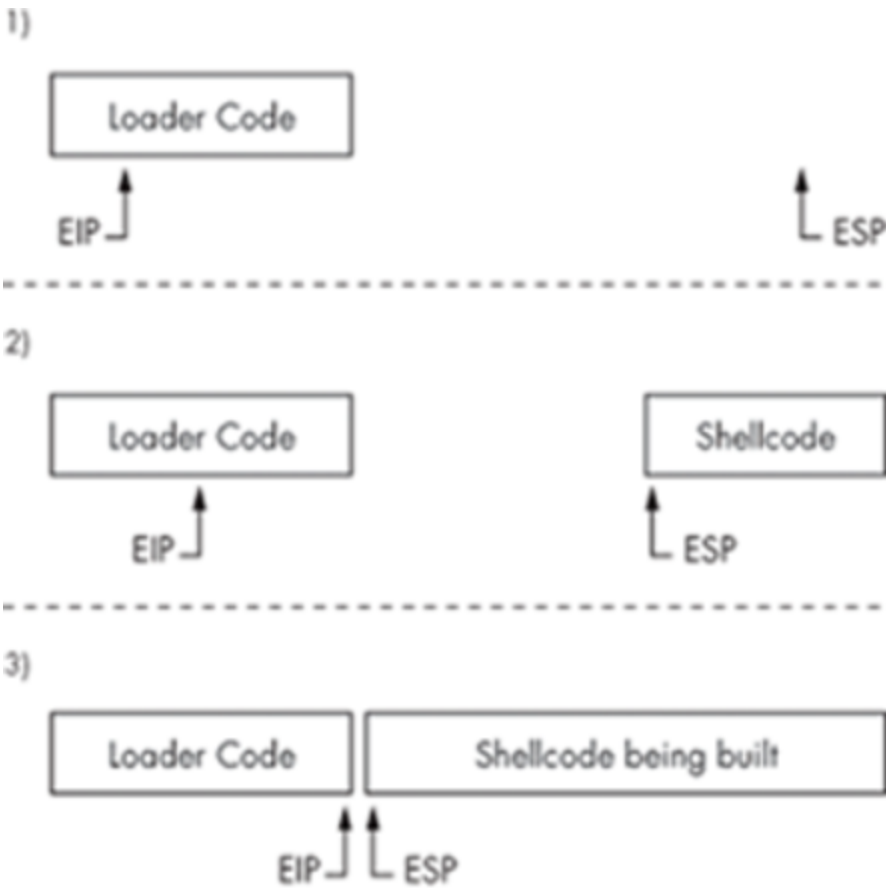 1)
Loader Code
EIP ESP
2)
Loader Code Shellcode
EIP ESP
3)
Loader Code Shellcode being built
EIP ESP